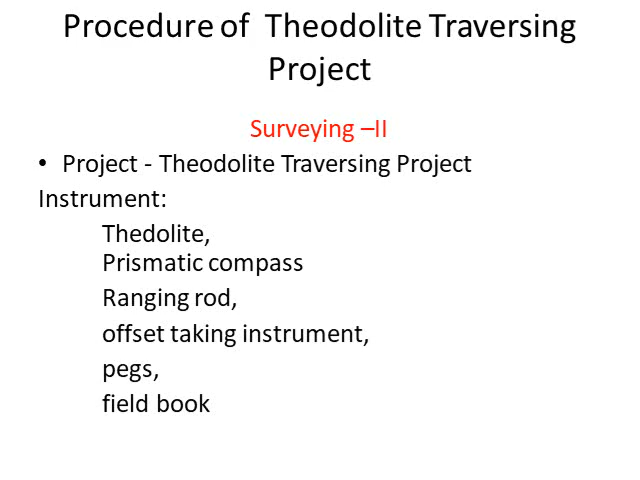 Procedure of Theodolite Traversing
Project
Surveying –II
• Project - Theodolite Traversing Project
Instrument:
Thedolite,
Prismatic compass
Ranging rod,
offset taking instrument,
pegs,
field book